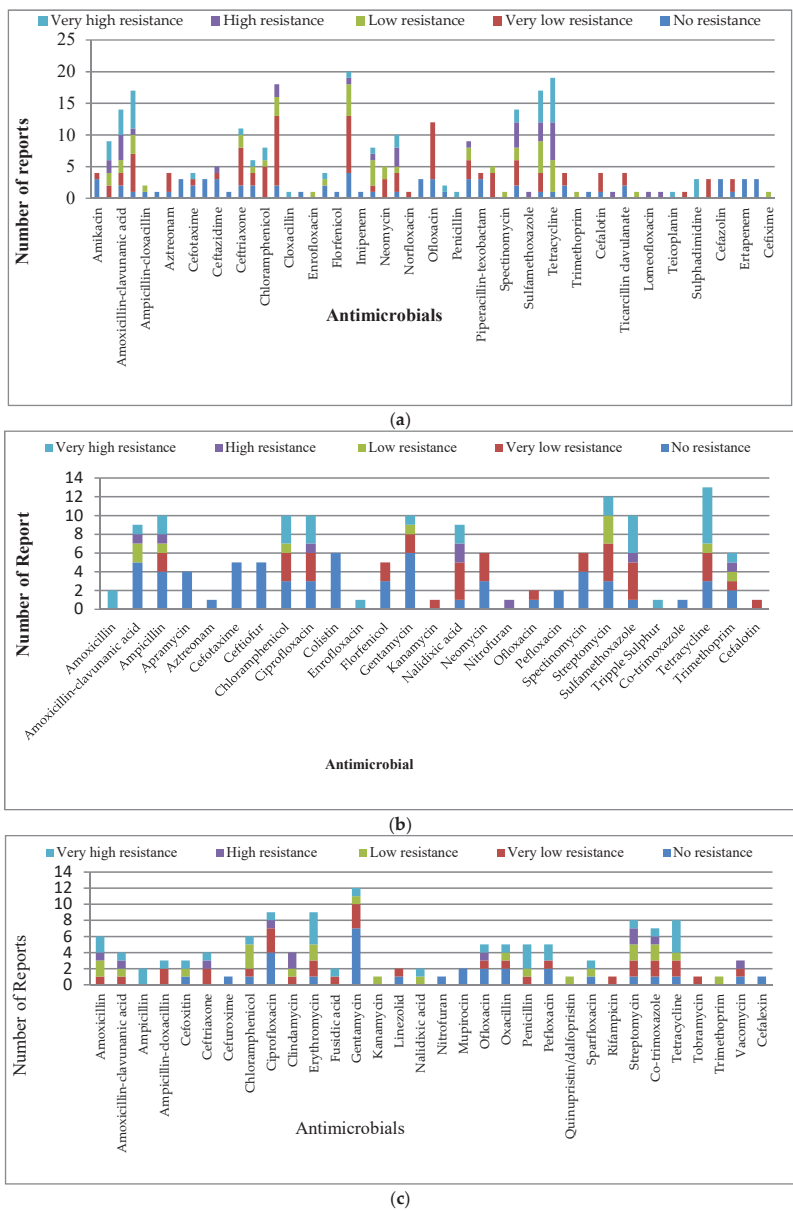 Very high resistance High resistance Low resistance Very low resistance No resistance
Number of reports
25
20
15
10
5
0
Amikacin
Amoxicillin-clavunanic acid
Ampicillin-cloxacillin
Aztreonam
Cefotaxime
Ceftazidime
Ceftriaxone
Chloramphenicol
Cloxacillin
Enrofloxacin
Florfenicol
Imipenem
Neomycin
Norfloxacin
Ofloxacin
Penicillin
Piperacillin-texobactam
Spectinomycin
Sulfamethoxazole
Tetracycline
Trimethoprim
Cefalotin
Ticarcillin clavulanate
Lomeofloxacin
Teicoplanin
Sulphadimidine
Cefazolin
Ertapenem
Cefixime
Antimicrobials
(a)
Very high resistance High resistance Low resistance Very low resistance No resistance
Number of Report
14
12
10
8
6
4
2
0
Amoxicillin
Amoxicillin-clavunanic acid
Ampicillin
Apramycin
Aztreonam
Cefotaxime
Ceftiofur
Chloramphenicol
Ciprofloxacin
Colistin
Enrofloxacin
Florfenicol
Gentamycin
Kanamycin
Nalidixic acid
Neomycin
Nitrofuran
Ofloxacin
Pefloxacin
Spectinomycin
Streptomycin
Sulfamethoxazole
Tripple Sulphur
Co-trimoxazole
Tetracycline
Trimethoprim
Cefalotin
Antimicrobial
(b)
Very high resistance High resistance Low resistance Very low resistance No resistance
Number of Reports
14
12
10
8
6
4
2
0
Amoxicillin
Amoxicillin-clavunanic acid
Ampicillin
Ampicillin-cloxacillin
Cefoxitin
Ceftriaxone
Cefuroxime
Chloramphenicol
Ciprofloxacin
Clindamycin
Erythromycin
Fusidic acid
Gentamycin
Kanamycin
Linezolid
Nalidixic acid
Nitrofuran
Mupirocin
Ofloxacin
Oxacillin
Penicillin
Pefloxacin
Quinupristin/dalfopristin
Sparfloxacin
Rifampicin
Streptomycin
Co-trimoxazole
Tetracycline
Tobramycin
Trimethoprim
Vacomycin
Cefalexin
Antimicrobials
(c)